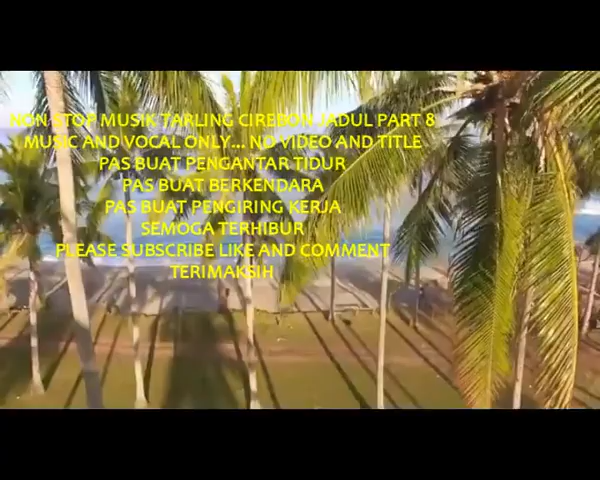 NON STOP MUSIK TARLING CIREBON JADUL PART 8
MUSIC AND VOCAL ONLY... NO VIDEO AND TITLE
PAS BUAT PENGANTAR TIDUR
PAS BUAT BERKENDARA
PAS BUAT PENGIRING KERJA
SEMOGA TERHIBUR
PLEASE SUBSCRIBE LIKE AND COMMENT
TERIMAKSIH